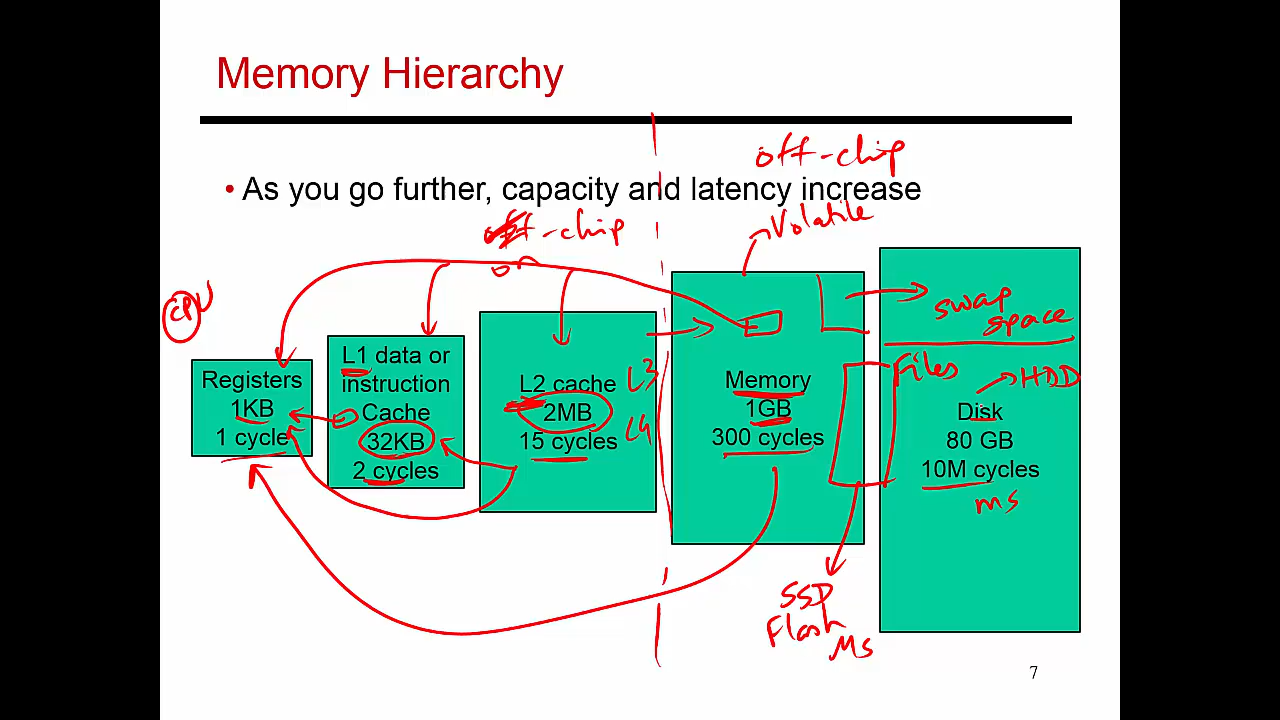 Memory Hierarchy
off-chip
• As you go further, capacity and latency increase
-chip
on
Volatile
CPU
swap
space
Registers
1KB
1 cycle
L1 data or
instruction
Cache
32KB
2 cycles
L2 cache
2MB
15 cycles
L3
L4
Memory
1GB
300 cycles
Files
HDD
Disk
80 GB
10M cycles
ms
SSD
Flash
μs
7